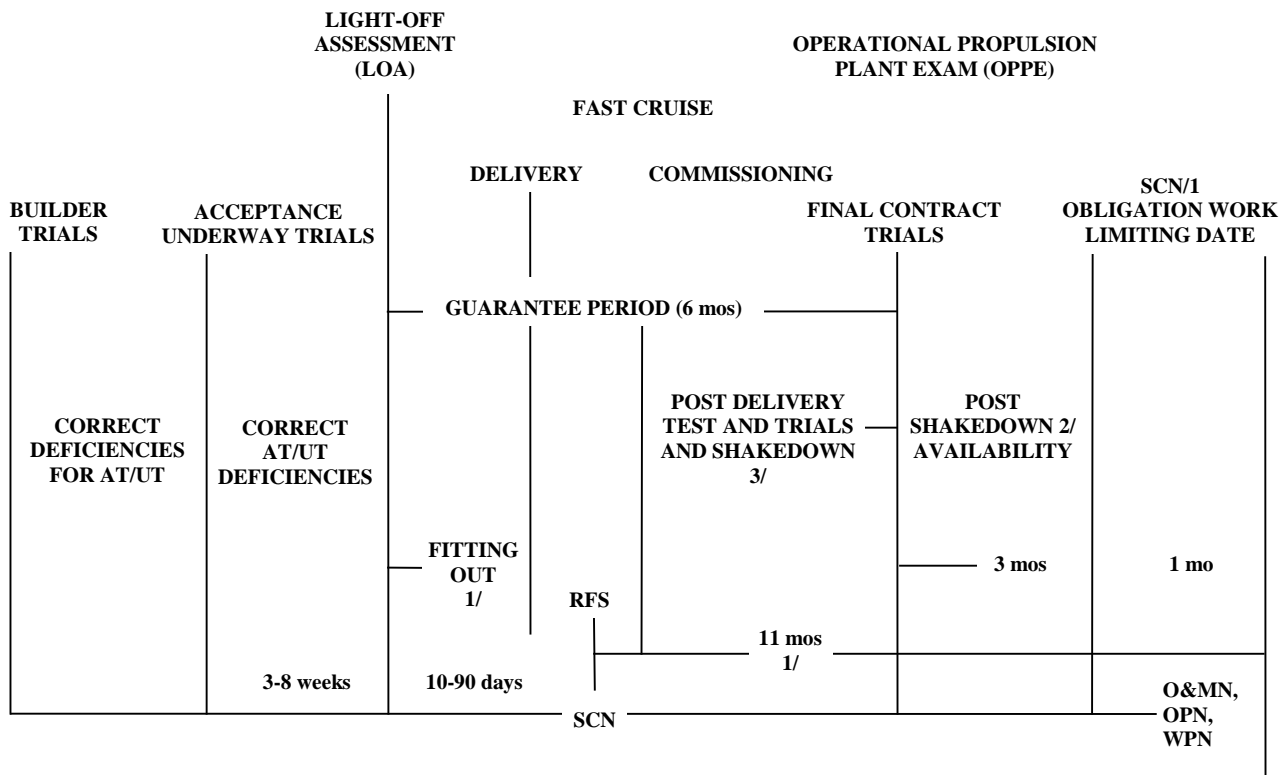 LIGHT-OFF
ASSESSMENT
(LOA)
OPERATIONAL PROPULSION
PLANT EXAM (OPPE)
FAST CRUISE
DELIVERY
COMMISSIONING
BUILDER
TRIALS
ACCEPTANCE
UNDERWAY TRIALS
FINAL CONTRACT
TRIALS
SCN/1
OBLIGATION WORK
LIMITING DATE
GUARANTEE PERIOD (6 mos)
CORRECT
DEFICIENCIES
FOR AT/UT
CORRECT
AT/UT
DEFICIENCIES
POST DELIVERY
TEST AND TRIALS
AND SHAKEDOWN
3/
POST
SHAKEDOWN 2/
AVAILABILITY
FITTING
OUT
1/
3 mos
1 mo
RFS
11 mos
1/
3-8 weeks
10-90 days
SCN
O&MN,
OPN,
WPN